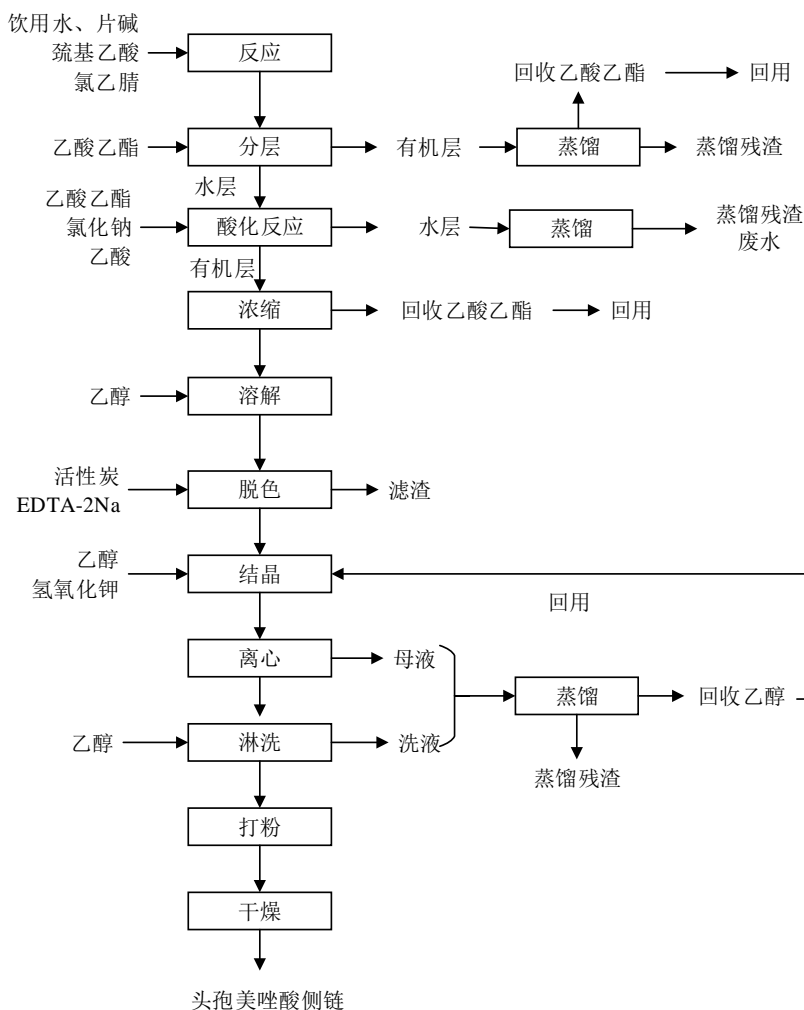 饮用水、片碱
巯基乙酸
氯乙腈
反应
回收乙酸乙酯
回用
乙酸乙酯
分层
有机层
蒸馏
蒸馏残渣
水层
乙酸乙酯
氯化钠
乙酸
酸化反应
水层
蒸馏
蒸馏残渣
废水
有机层
浓缩
回收乙酸乙酯
回用
乙醇
溶解
活性炭
EDTA-2Na
脱色
滤渣
乙醇
氢氧化钾
结晶
回用
离心
母液
蒸馏
回收乙醇
乙醇
淋洗
洗液
蒸馏残渣
打粉
干燥
头孢美唑酸侧链